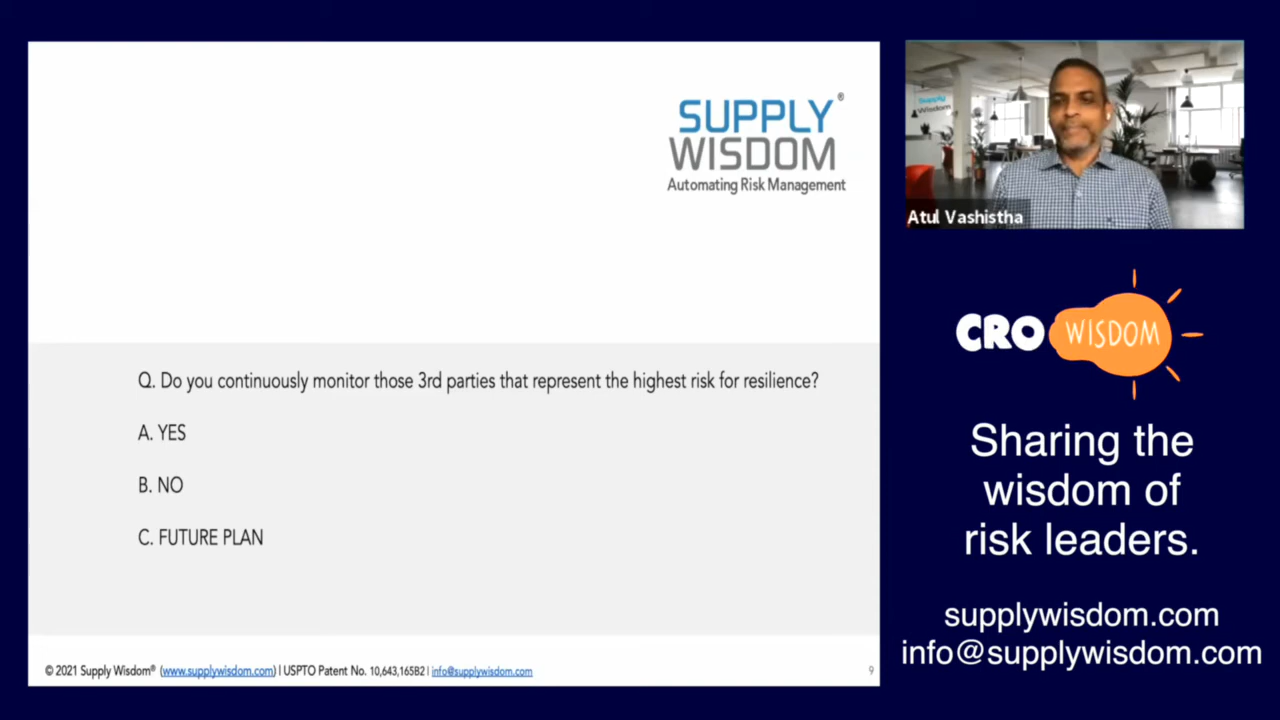 SUPPLY®
WISDOM
Automating Risk Management
Q. Do you continuously monitor those 3rd parties that represent the highest risk for resilience?
A. YES
B. NO
C. FUTURE PLAN
© 2021 Supply Wisdom® (www.supplywisdom.com) | USPTO Patent No. 10,643,165B2 | info@supplywisdom.com
9
Wisdom
Atul Vashistha
CRO WISDOM
Sharing the
wisdom of
risk leaders.
supplywisdom.com
info@supplywisdom.com